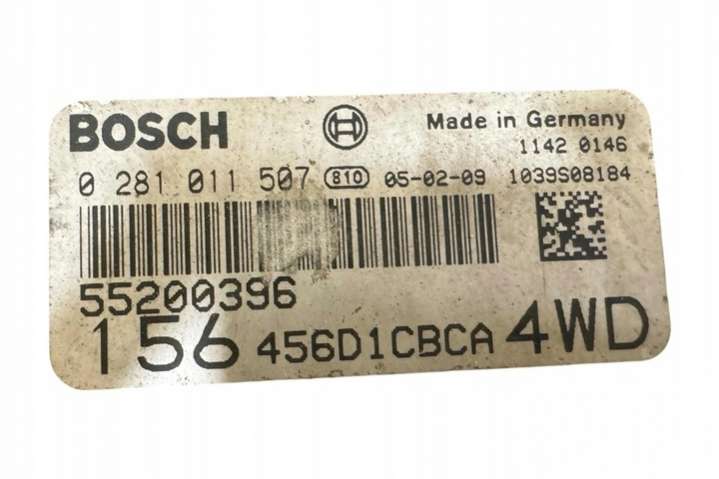 BOSCH Made in Germany
1142 0146
0 281 011 507 810 05-02-09 1039S08184
55200396
156 456D1CBCA 4WD